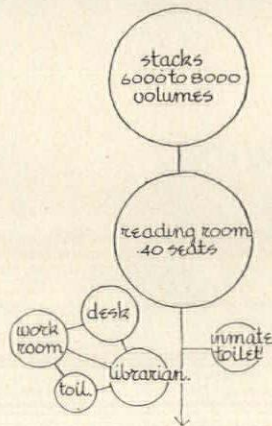 stacks
6000 to 8000
volumes
reading room
40 seats
desk
work
room
toil.
librarian.
inmate
toilet